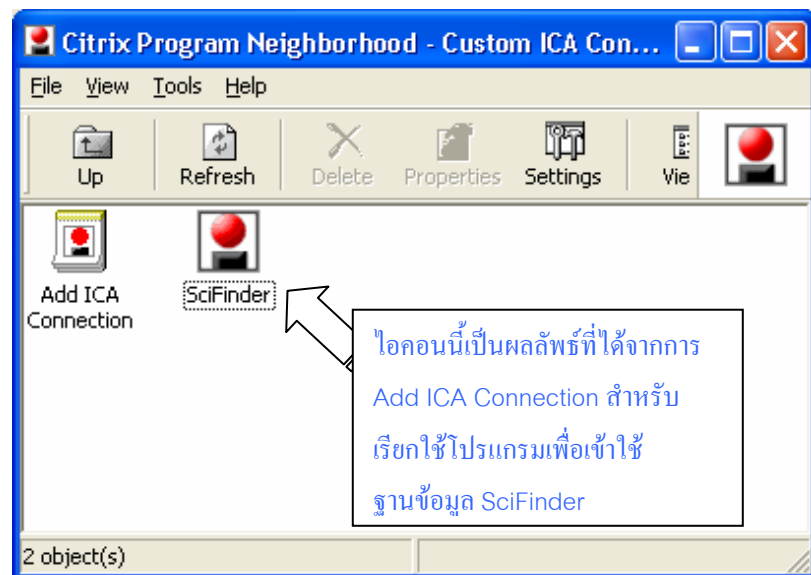 Citrix Program Neighborhood - Custom ICA Con...
File View Tools Help
Up Refresh Delete Properties Settings Vie
Add ICA
Connection
SciFinder
ไอคอนนี้เป็นผลลัพธ์ที่ได้จากการ
Add ICA Connection สำหรับ
เรียกใช้โปรแกรมเพื่อเข้าใช้
ฐานข้อมูล SciFinder
2 object(s)